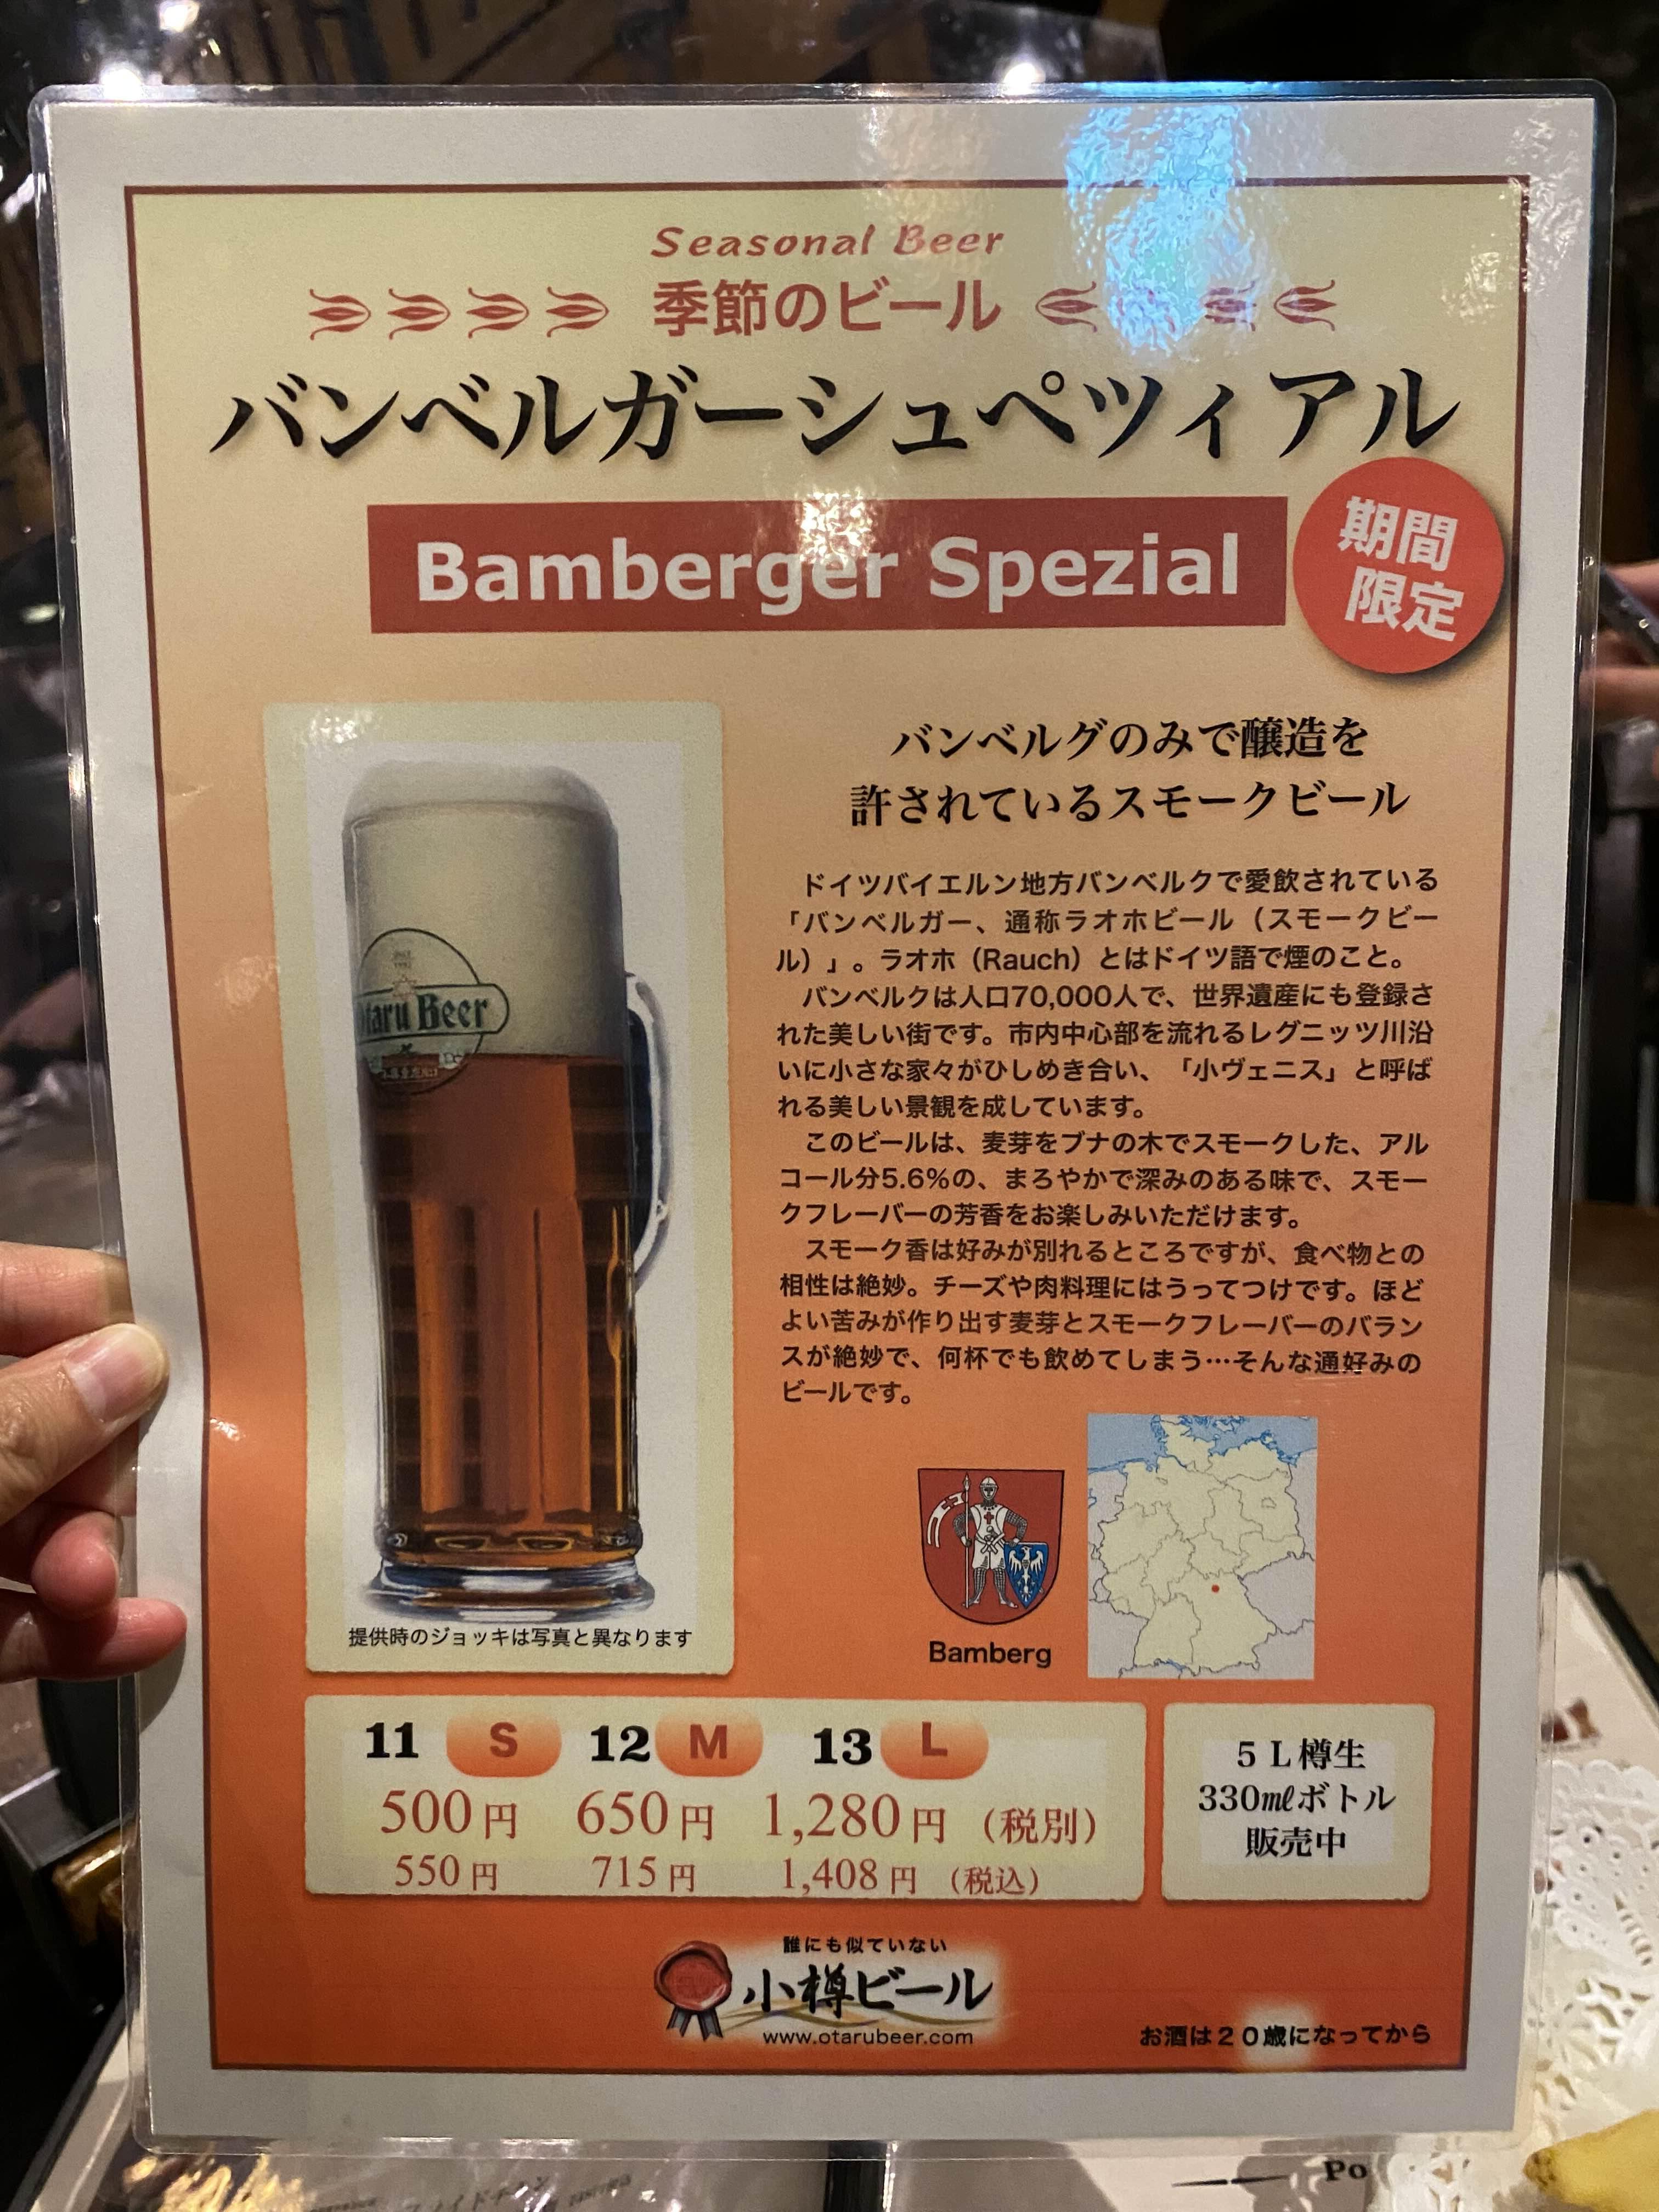 Seasonal Beer
季節のビール
バンベルガーシュペツィアル
Bamberger Spezial
期間
限定
バンベルグのみで醸造を
許されているスモークビール
ドイツバイエルン地方バンベルクで愛飲されている
「バンベルガー、通称ラオホビール（スモークビー
ル）」。ラオホ（Rauch）とはドイツ語で煙のこと。
バンベルクは人口70,000人で、世界遺産にも登録さ
れた美しい街です。市内中心部を流れるレグニッツ川沿
いに小さな家々がひしめき合い、「小ヴェニス」と呼ば
れる美しい景観を成しています。
このビールは、麦芽をブナの木でスモークした、アル
コール分5.6%の、まろやかで深みのある味で、スモー
クフレーバーの芳香をお楽しみいただけます。
スモーク香は好みが別れるところですが、食べ物との
相性は絶妙。チーズや肉料理にはうってつけです。ほど
よい苦みが作り出す麦芽とスモークフレーバーのバラン
スが絶妙で、何杯でも飲めてしまう…そんな通好みの
ビールです。
taru Beer
提供時のジョッキは写真と異なります
Bamberg
11 S 12 M 13 L
500円 650円 1,280円 （税別）
550円 715円 1,408円 （税込）
5L樽生
330mlボトル
販売中
誰にも似ていない
小樽ビール
www.otarubeer.com
お酒は20歳になってから
Po